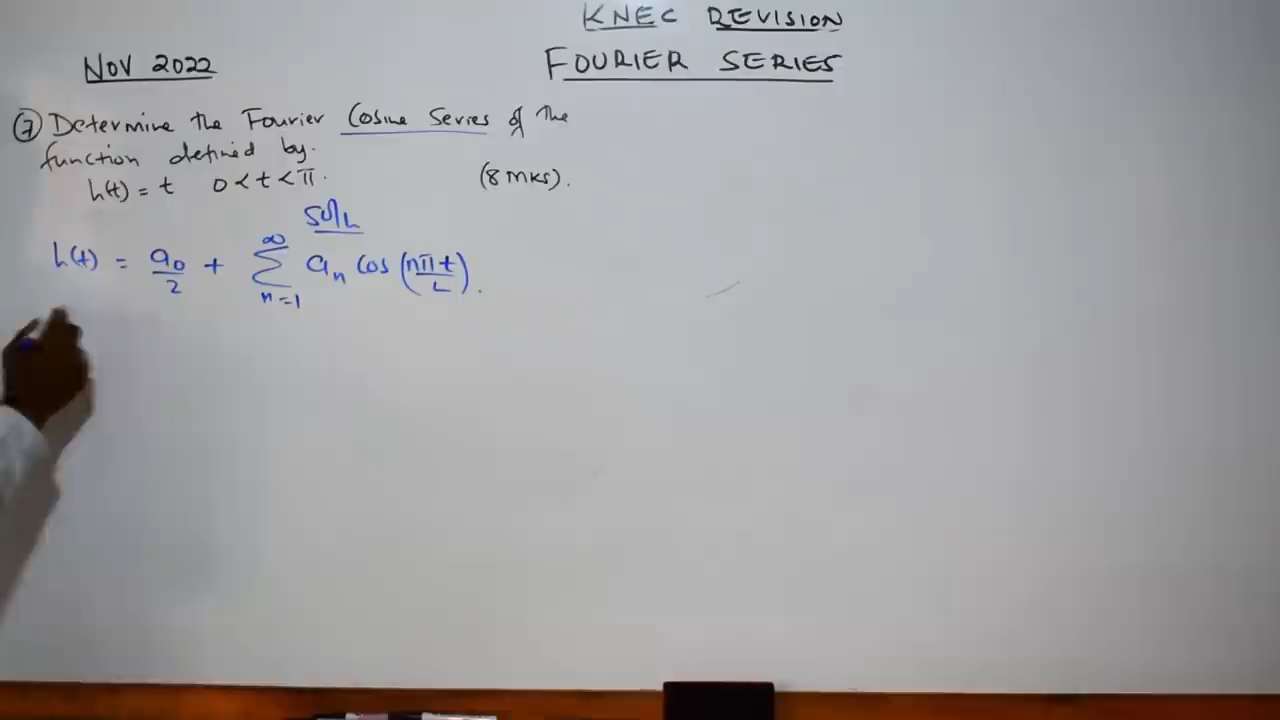 KNEC REVISION
FOURIER SERIES
NOV 2022
⑦ Determine the Fourier Cosine Series of the
function defined by.
h(t) = t 0 < t < π. (8 mks).
Soln
h(t) = a₀/2 + ∞ Σ n=1 aₙ cos (nπt/L).